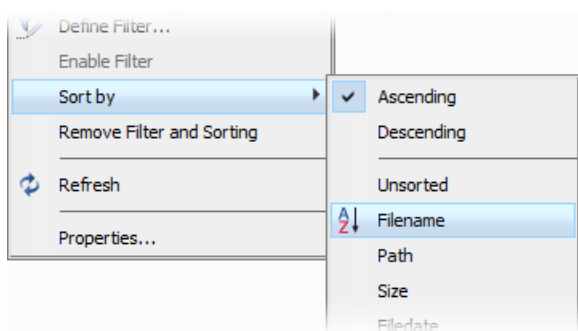 Define Filter...
Enable Filter
Sort by
Remove Filter and Sorting
Refresh
Properties...
Ascending
Descending
Unsorted
Filename
Path
Size
Filedate